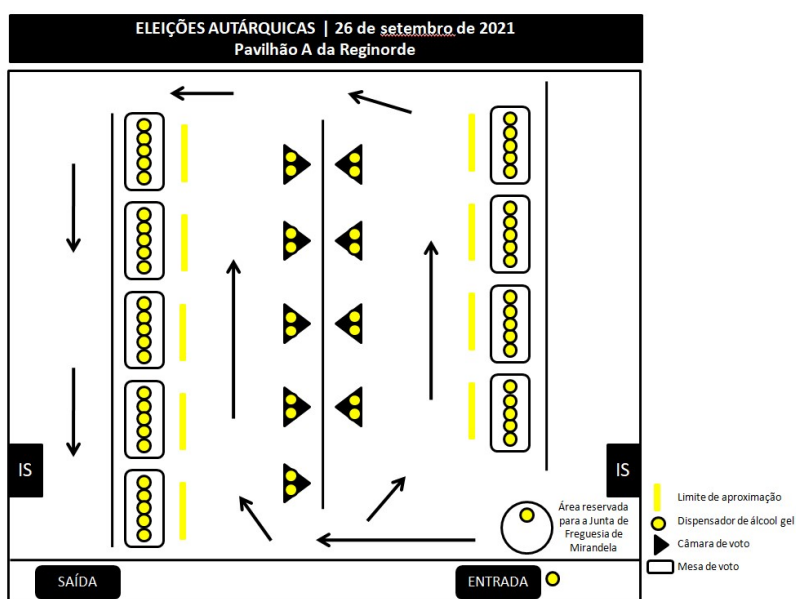 ELEIÇÕES AUTÁRQUICAS | 26 de setembro de 2021
Pavilhão A da Reginorde
IS
IS
Área reservada
para a Junta de
Freguesia de
Mirandela
SAÍDA
ENTRADA
Limite de aproximação
Dispensador de álcool gel
Câmara de voto
Mesa de voto